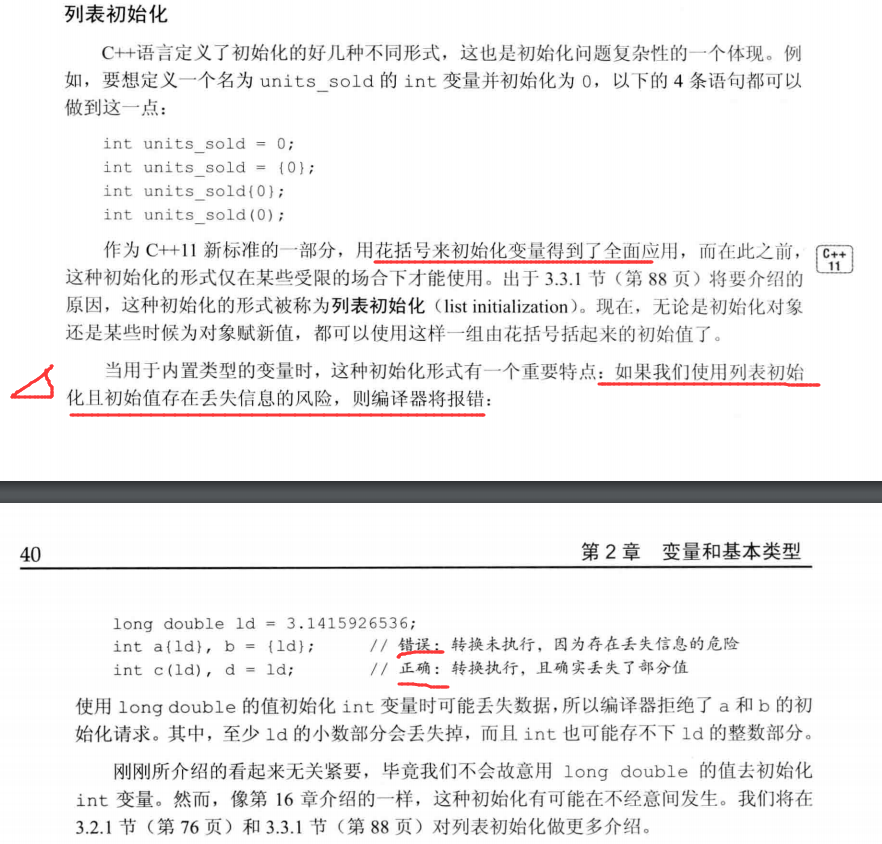 列表初始化
C++语言定义了初始化的好几种不同形式，这也是初始化问题复杂性的一个体现。例
如，要想定义一个名为 units_sold 的 int 变量并初始化为 0，以下的 4 条语句都可以
做到这一点：
int units_sold = 0;
int units_sold = {0};
int units_sold{0};
int units_sold(0);
作为 C++11 新标准的一部分，用花括号来初始化变量得到了全面应用，而在此之前，
C++
11
这种初始化的形式仅在某些受限的场合下才能使用。出于 3.3.1 节（第 88 页）将要介绍的
原因，这种初始化的形式被称为列表初始化（list initialization）。现在，无论是初始化对象
还是某些时候为对象赋新值，都可以使用这样一组由花括号括起来的初始值了。
当用于内置类型的变量时，这种初始化形式有一个重要特点：如果我们使用列表初始
化且初始值存在丢失信息的风险，则编译器将报错：
40 第 2 章 变量和基本类型
long double ld = 3.1415926536;
int a{ld}, b = {ld}; // 错误：转换未执行，因为存在丢失信息的危险
int c(ld), d = ld; // 正确：转换执行，且确实丢失了部分值
使用 long double 的值初始化 int 变量时可能丢失数据，所以编译器拒绝了 a 和 b 的初
始化请求。其中，至少 ld 的小数部分会丢失掉，而且 int 也可能存不下 ld 的整数部分。
刚刚所介绍的看起来无关紧要，毕竟我们不会故意用 long double 的值去初始化
int 变量。然而，像第 16 章介绍的一样，这种初始化有可能在不经意间发生。我们将在
3.2.1 节（第 76 页）和 3.3.1 节（第 88 页）对列表初始化做更多介绍。